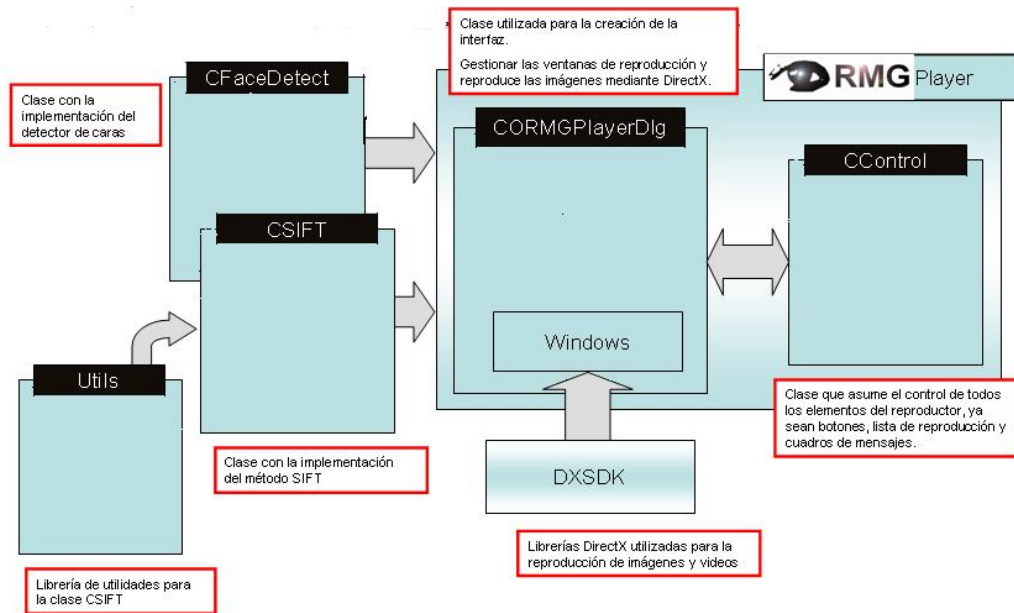 Clase utilizada para la creación de la
interfaz.
Gestionar las ventanas de reproducción y
reproduce las imágenes mediante DirectX.
RMG Player
CFaceDetect
Clase con la
implementación del
detector de caras
CORMGPlayerDlg
CControl
CSIFT
Windows
Utils
Clase que asume el control de todos
los elementos del reproductor, ya
sean botones, lista de reproducción y
cuadros de mensajes.
Clase con la implementación
del método SIFT
DXSDK
Librerías DirectX utilizadas para la
reproducción de imágenes y videos
Librería de utilidades para
la clase CSIFT